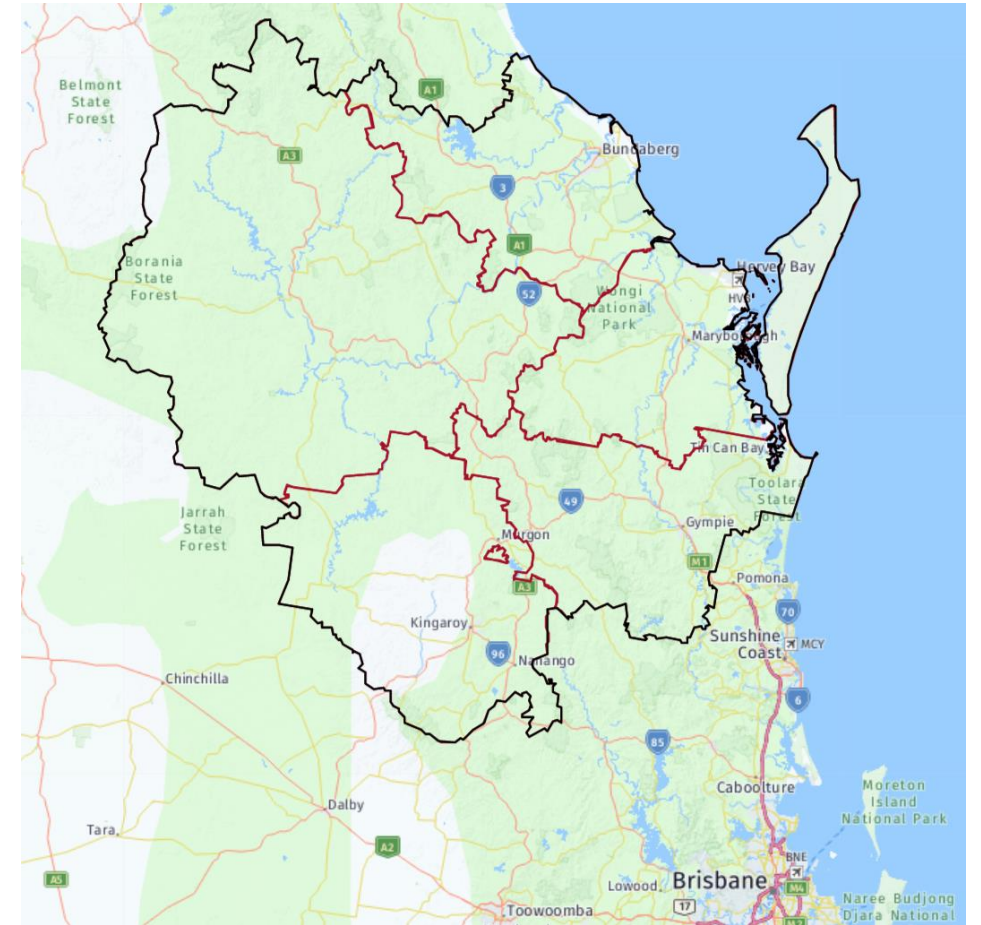 A1
Belmont
State
Forest
A3
Bundaberg
3
A1
Borania
State
Forest
Hervey Bay
52
Wongi
National
Park
HVB
Maryborough
Tin Can Bay
Toolara
State
Forest
49
Jarrah
State
Forest
Gympie
Murgon
M1
A3
Pomona
70
Kingaroy
Sunshine
Coast
MCY
96
Nanango
Chinchilla
6
85
Caboolture
Moreton
Island
National Park
Dalby
Tara
A2
BNE
A5
Lowood
Brisbane
M4
17
Naree Budjong
Djara National
Toowoomba